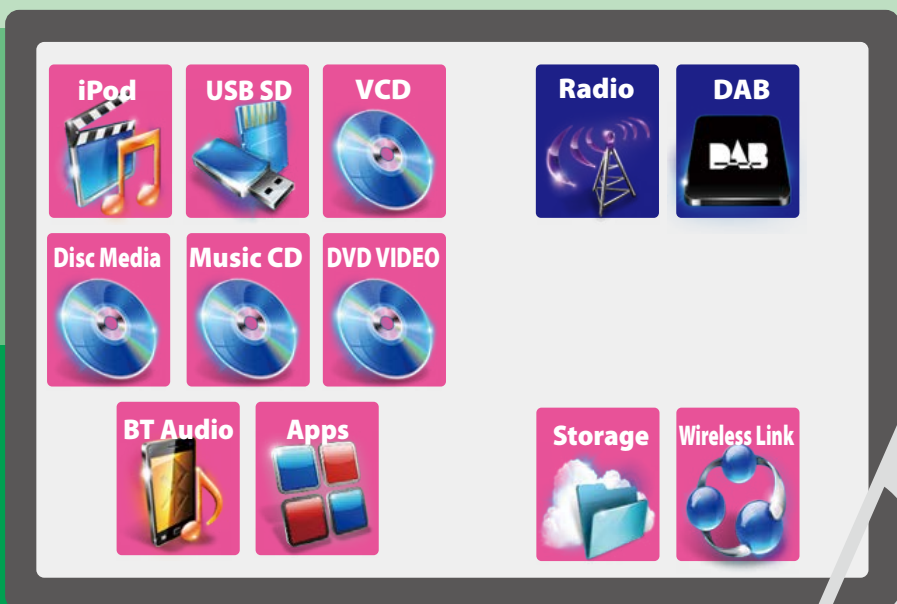 iPod
USB SD
VCD
Radio
DAB
DAB
Disc Media
Music CD
DVD VIDEO
BT Audio
Apps
Storage
Wireless Link